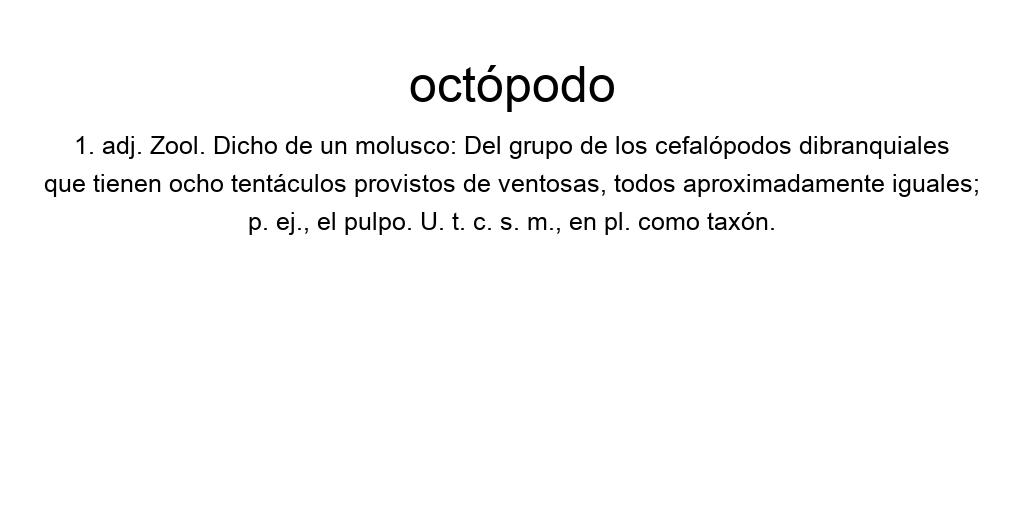 octópodo
1. adj. Zool. Dicho de un molusco: Del grupo de los cefalópodos dibranquiales
que tienen ocho tentáculos provistos de ventosas, todos aproximadamente iguales;
p. ej., el pulpo. U. t. c. s. m., en pl. como taxón.